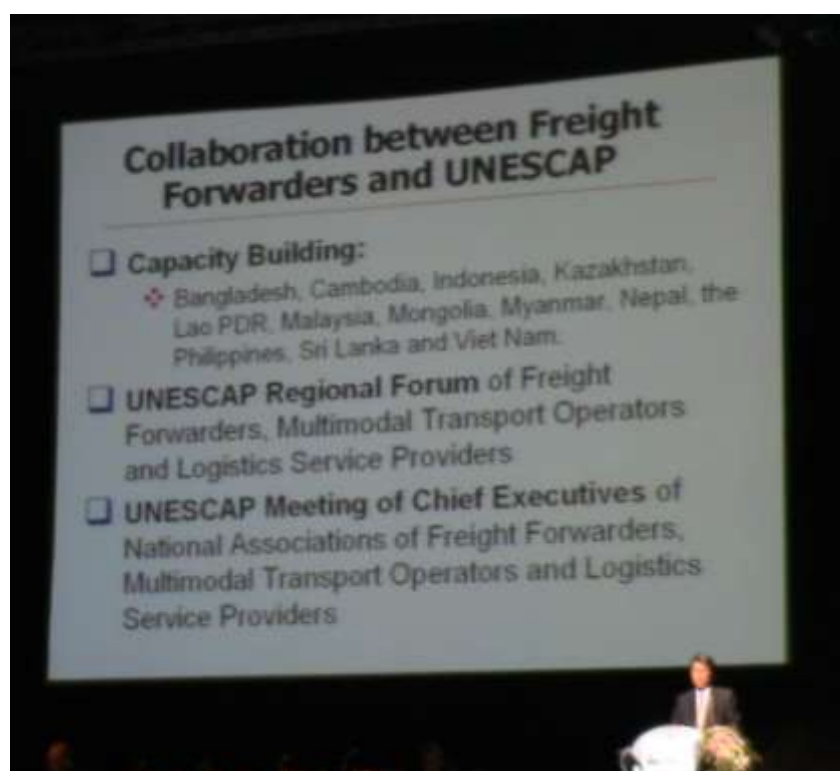 Collaboration between Freight
Forwarders and UNESCAP
Capacity Building:
Bangladesh, Cambodia, Indonesia, Kazakhstan,
Lao PDR, Malaysia, Mongolia, Myanmar, Nepal, the
Philippines, Sri Lanka and Viet Nam.
UNESCAP Regional Forum of Freight
Forwarders, Multimodal Transport Operators
and Logistics Service Providers
UNESCAP Meeting of Chief Executives of
National Associations of Freight Forwarders,
Multimodal Transport Operators and Logistics
Service Providers